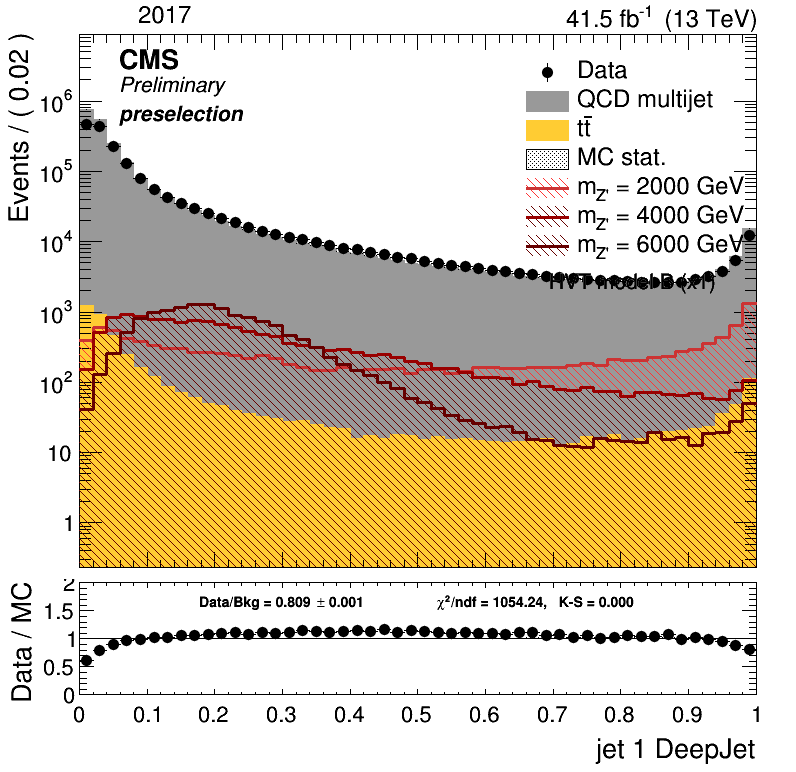 2017
41.5 fb⁻¹ (13 TeV)
CMS
Preliminary
preselection
Data
QCD multijet
tt̄
MC stat.
m_Z' = 2000 GeV
m_Z' = 4000 GeV
m_Z' = 6000 GeV
HVT model B (x1)
Events / ( 0.02 )
10⁶
10⁵
10⁴
10³
10²
10
1
Data/Bkg = 0.809 ± 0.001
χ²/ndf = 1054.24, K-S = 0.000
Data / MC
2
1.5
1
0.5
0
0 0.1 0.2 0.3 0.4 0.5 0.6 0.7 0.8 0.9 1
jet 1 DeepJet